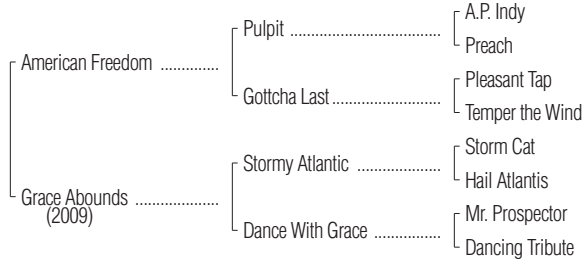 A.P. Indy
Pulpit ..........................................
Preach
American Freedom ................
Pleasant Tap
Gottcha Last..............................
Temper the Wind
Storm Cat
Stormy Atlantic .......................
Hail Atlantis
Grace Abounds .......................
(2009)
Mr. Prospector
Dance With Grace ..................
Dancing Tribute